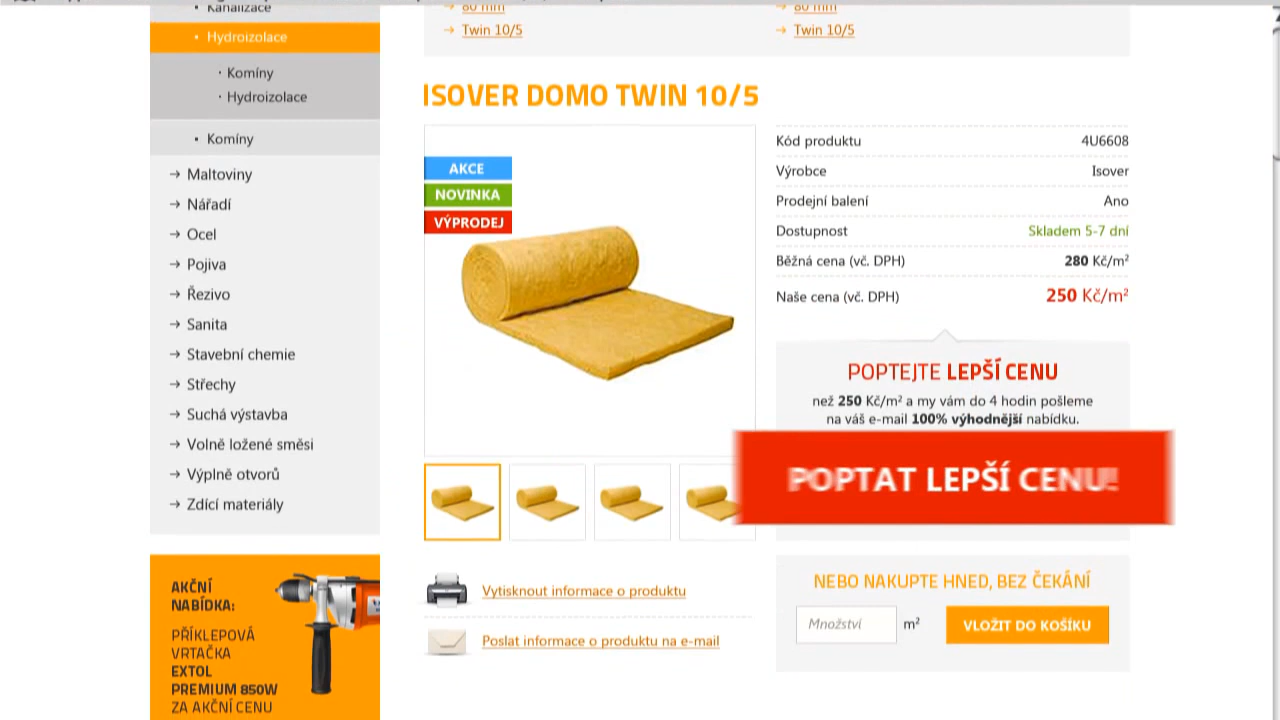 Kanalizace
Hydroizolace
Komíny
Hydroizolace
Komíny
Maltoviny
Nářadí
Ocel
Pojiva
Řezivo
Sanita
Stavební chemie
Střechy
Suchá výstavba
Volně ložené směsi
Výplně otvorů
Zdící materiály
AKČNÍ
NABÍDKA:
PŘÍKLEPOVÁ
VRTAČKA
EXTOL
PREMIUM 850W
ZA AKČNÍ CENU
80 mm
80 mm
Twin 10/5
Twin 10/5
ISOVER DOMO TWIN 10/5
AKCE
NOVINKA
VÝPRODEJ
Kód produktu 4U6608
Výrobce Isover
Prodejní balení Ano
Dostupnost Skladem 5-7 dní
Běžná cena (vč. DPH) 280 Kč/m²
Naše cena (vč. DPH) 250 Kč/m²
POPTEJTE LEPŠÍ CENU
než 250 Kč/m² a my vám do 4 hodin pošleme
na váš e-mail 100% výhodnější nabídku.
POPTAT LEPŠÍ CENU!
Vytisknout informace o produktu
Poslat informace o produktu na e-mail
NEBO NAKUPTE HNED, BEZ ČEKÁNÍ
Množství m² VLOŽIT DO KOŠÍKU